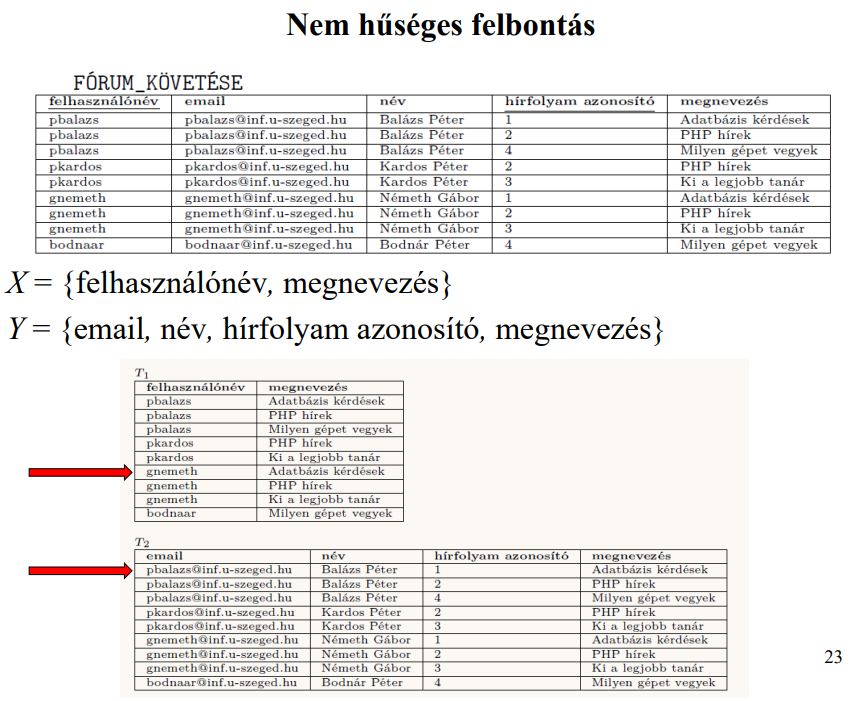 Nem hűséges felbontás
FÓRUM_KÖVETÉSE
felhasználónév email név hírfolyam azonosító megnevezés
pbalazs pbalazs@inf.u-szeged.hu Balázs Péter 1 Adatbázis kérdések
pbalazs pbalazs@inf.u-szeged.hu Balázs Péter 2 PHP hírek
pbalazs pbalazs@inf.u-szeged.hu Balázs Péter 4 Milyen gépet vegyek
pkardos pkardos@inf.u-szeged.hu Kardos Péter 2 PHP hírek
pkardos pkardos@inf.u-szeged.hu Kardos Péter 3 Ki a legjobb tanár
gnemeth gnemeth@inf.u-szeged.hu Németh Gábor 1 Adatbázis kérdések
gnemeth gnemeth@inf.u-szeged.hu Németh Gábor 2 PHP hírek
gnemeth gnemeth@inf.u-szeged.hu Németh Gábor 3 Ki a legjobb tanár
bodnaar bodnaar@inf.u-szeged.hu Bodnár Péter 4 Milyen gépet vegyek
X = {felhasználónév, megnevezés}
Y = {email, név, hírfolyam azonosító, megnevezés}
T1
felhasználónév megnevezés
pbalazs Adatbázis kérdések
pbalazs PHP hírek
pbalazs Milyen gépet vegyek
pkardos PHP hírek
pkardos Ki a legjobb tanár
gnemeth Adatbázis kérdések
gnemeth PHP hírek
gnemeth Ki a legjobb tanár
bodnaar Milyen gépet vegyek
T2
email név hírfolyam azonosító megnevezés
pbalazs@inf.u-szeged.hu Balázs Péter 1 Adatbázis kérdések
pbalazs@inf.u-szeged.hu Balázs Péter 2 PHP hírek
pbalazs@inf.u-szeged.hu Balázs Péter 4 Milyen gépet vegyek
pkardos@inf.u-szeged.hu Kardos Péter 2 PHP hírek
pkardos@inf.u-szeged.hu Kardos Péter 3 Ki a legjobb tanár
gnemeth@inf.u-szeged.hu Németh Gábor 1 Adatbázis kérdések
gnemeth@inf.u-szeged.hu Németh Gábor 2 PHP hírek
gnemeth@inf.u-szeged.hu Németh Gábor 3 Ki a legjobb tanár
bodnaar@inf.u-szeged.hu Bodnár Péter 4 Milyen gépet vegyek
23